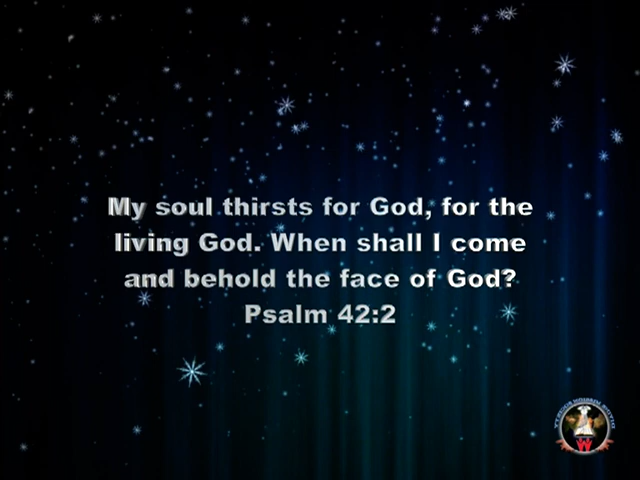 My soul thirsts for God, for the
living God. When shall I come
and behold the face of God?
Psalm 42:2
W